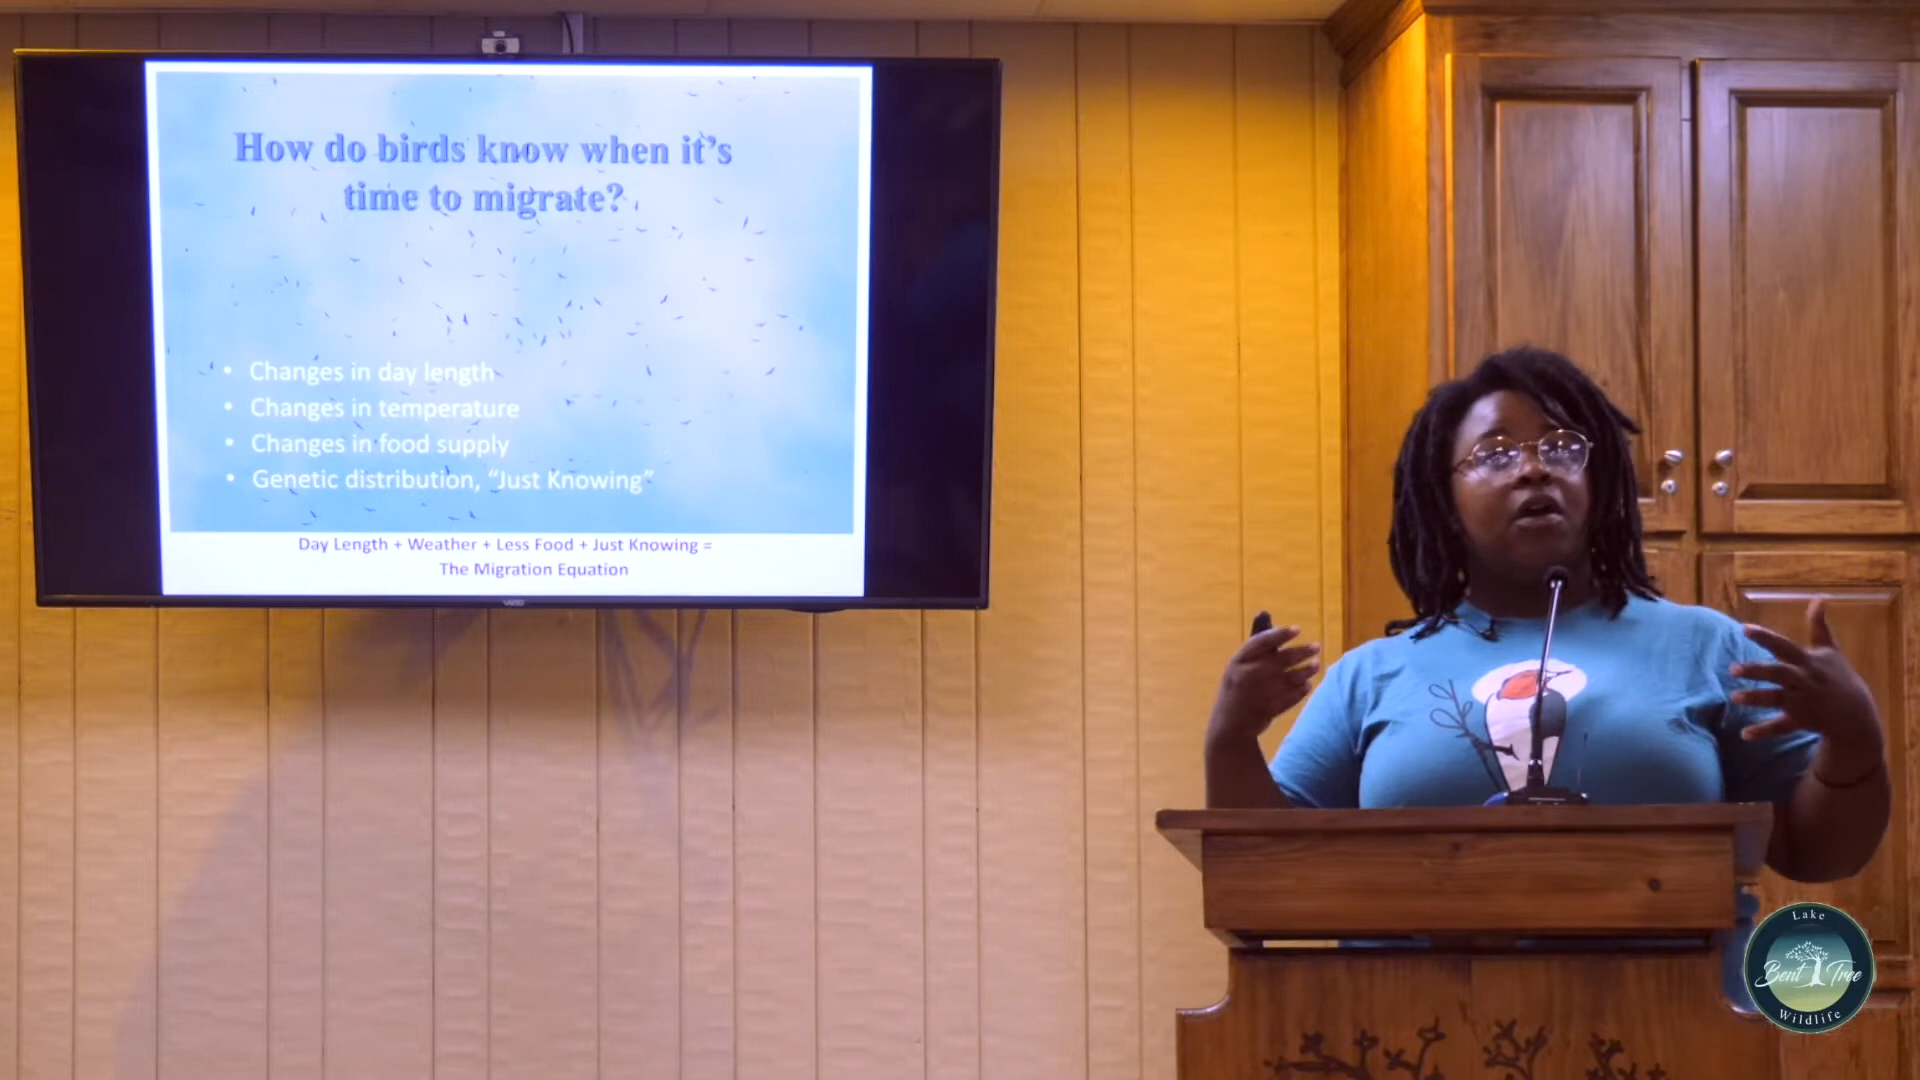 How do birds know when it's
time to migrate?
• Changes in day length
• Changes in temperature
• Changes in food supply
• Genetic distribution, “Just Knowing”
Day Length + Weather + Less Food + Just Knowing =
The Migration Equation
VIZIO
Lake
Bent Tree
Wildlife